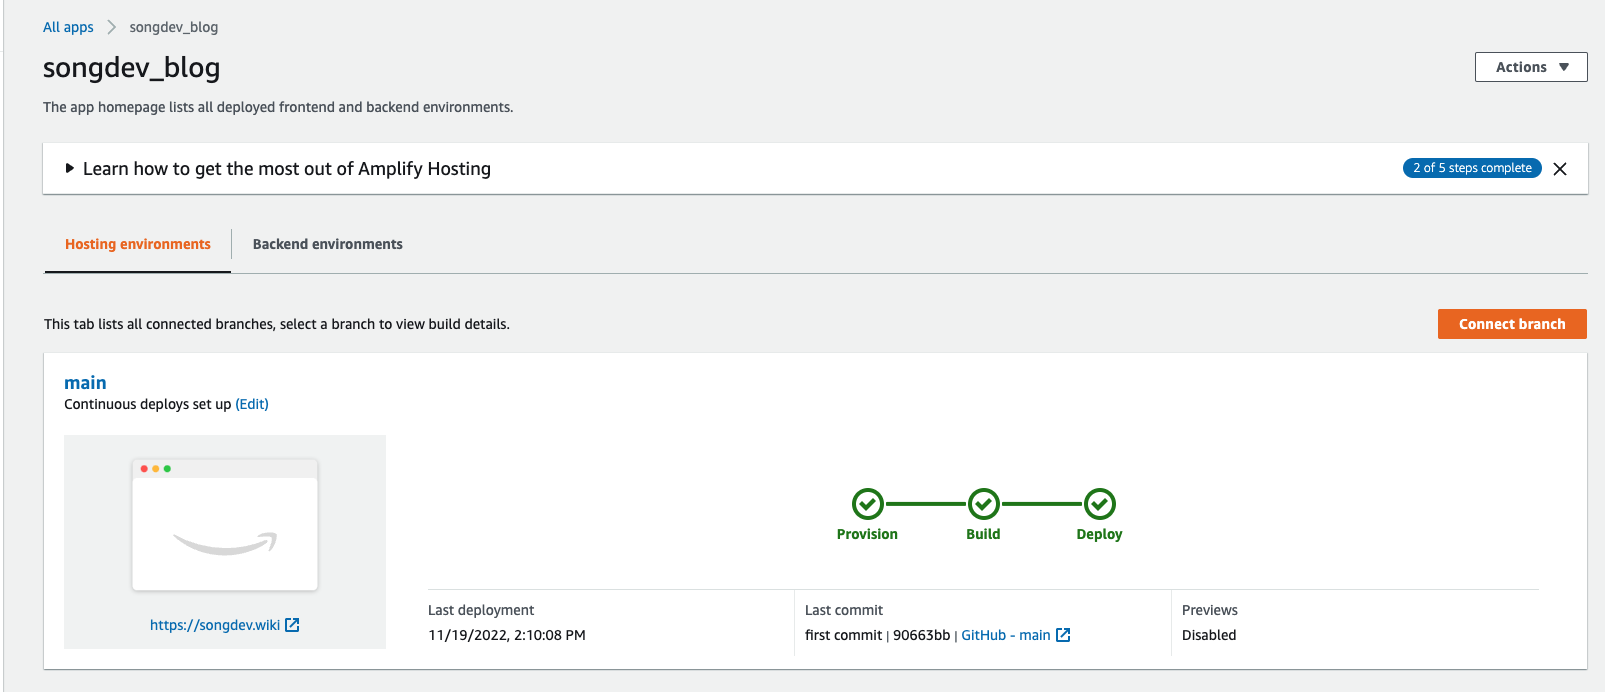 All apps songdev_blog
songdev_blog
Actions
The app homepage lists all deployed frontend and backend environments.
Learn how to get the most out of Amplify Hosting
2 of 5 steps complete
Hosting environments
Backend environments
This tab lists all connected branches, select a branch to view build details.
Connect branch
main
Continuous deploys set up (Edit)
Provision
Build
Deploy
https://songdev.wiki
Last deployment
11/19/2022, 2:10:08 PM
Last commit
first commit | 90663bb | GitHub - main
Previews
Disabled